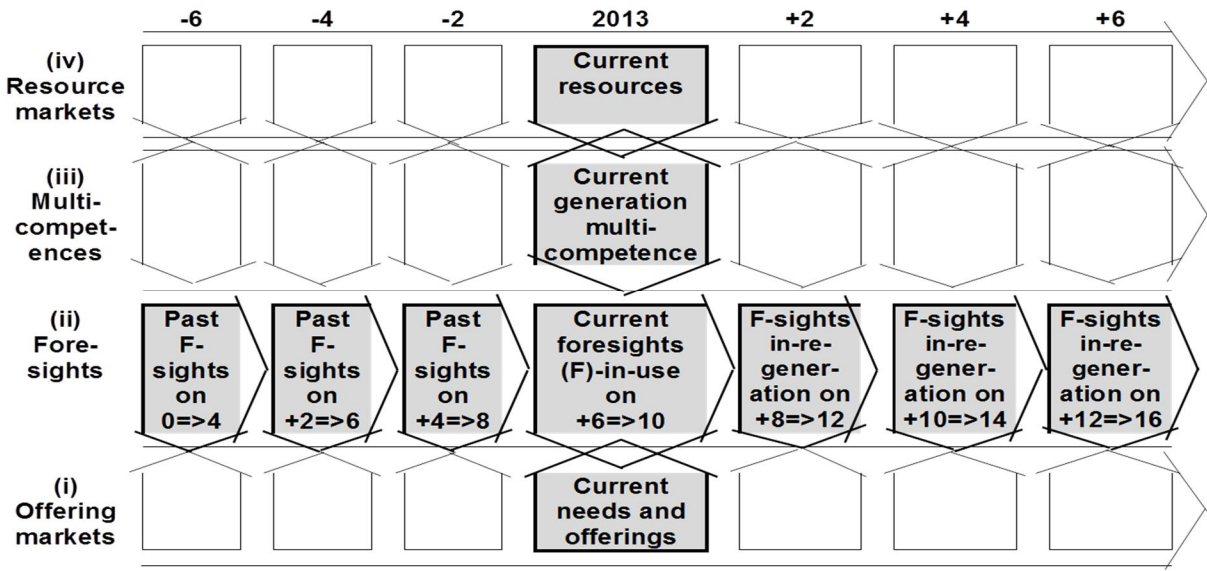 -6 -4 -2 2013 +2 +4 +6
(iv)
Resource
markets
Current
resources
(iii)
Multi-
compet-
ences
Current
generation
multi-
competence
(ii)
Fore-
sights
Past
F-
sights
on
0=>4
Past
F-
sights
on
+2=>6
Past
F-
sights
on
+4=>8
Current
foresights
(F)-in-use
on
+6=>10
F-sights
in-re-
gener-
ation on
+8=>12
F-sights
in-re-
gener-
ation on
+10=>14
F-sights
in-re-
gener-
ation on
+12=>16
(i)
Offering
markets
Current
needs and
offerings